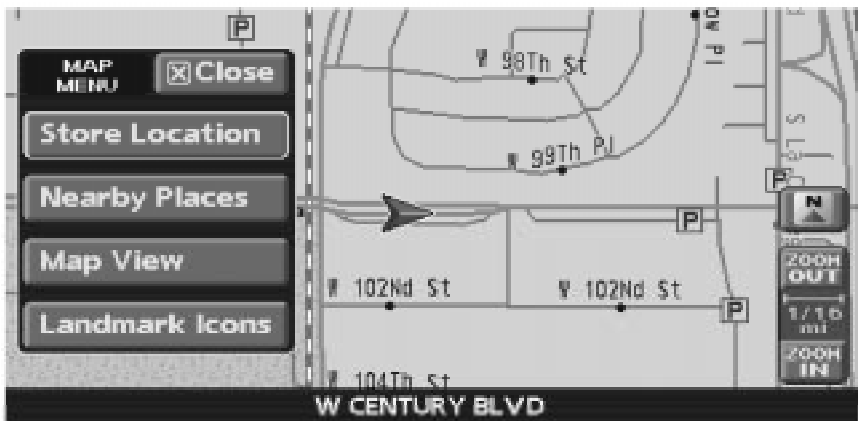 P
MAP
MENU
X Close
Store Location
Nearby Places
Map View
Landmark Icons
W 98Th St
W 99Th Pl
Pl
P
P
N
ZOOM
OUT
1/16
mi
ZOOM
IN
W 102Nd St
W 102Nd St
P
W 104Th St
W CENTURY BLVD